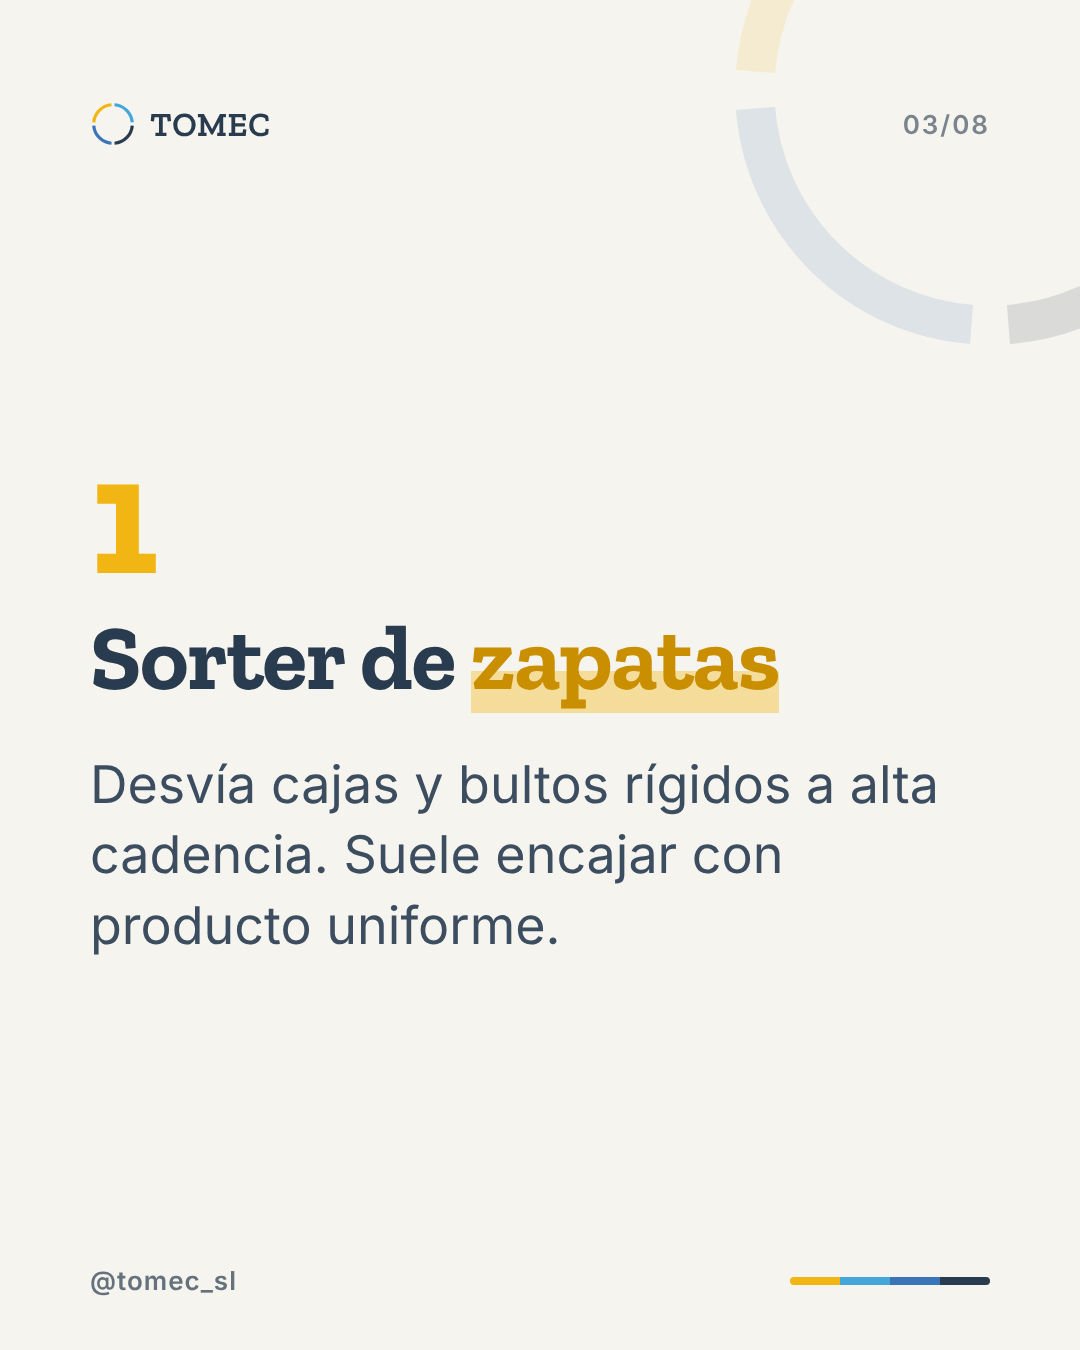 TOMEC
03/08
1
Sorter de zapatas
Desvía cajas y bultos rígidos a alta
cadencia. Suele encajar con
producto uniforme.
@tomec_sl